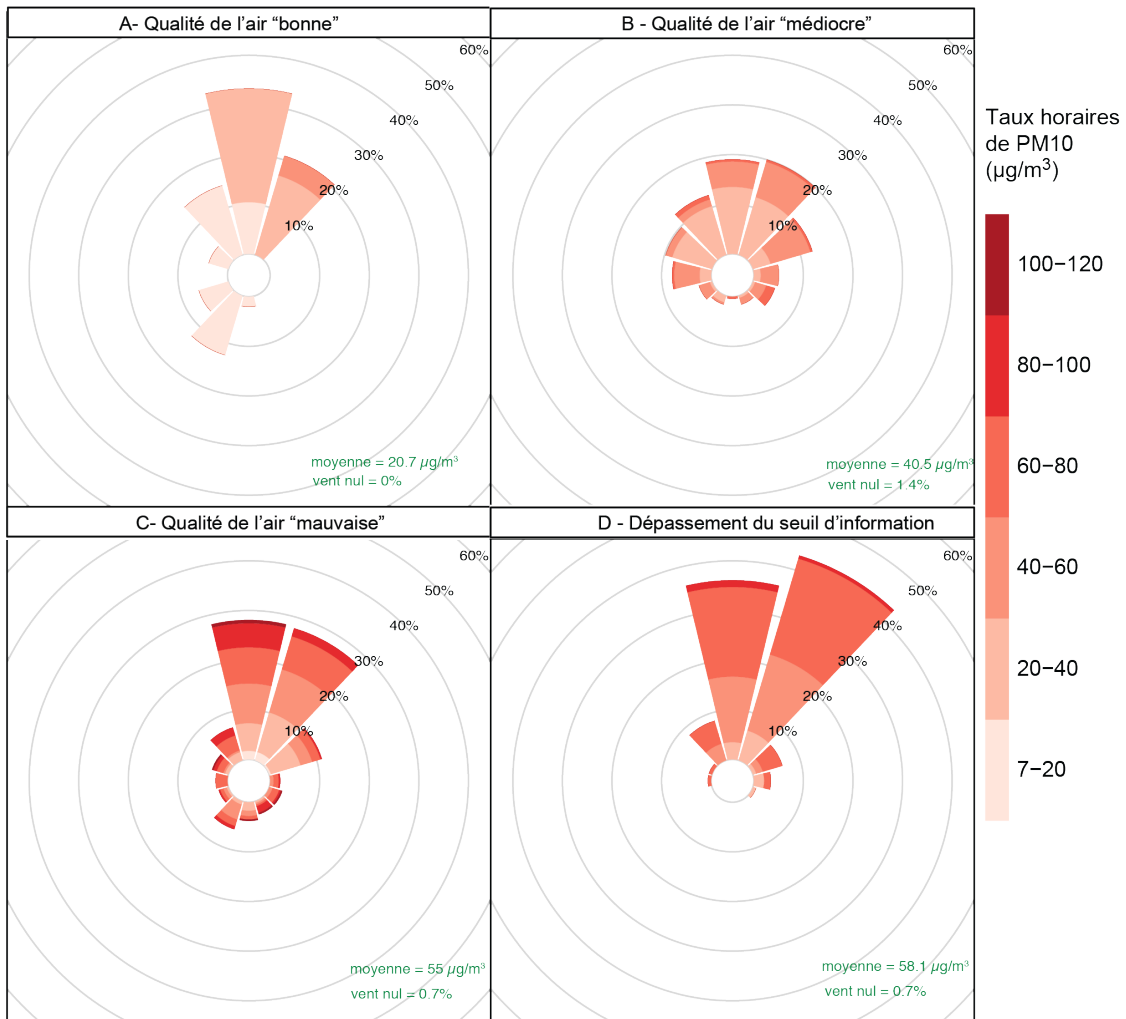 A- Qualité de l’air “bonne”
60%
50%
40%
30%
20%
10%
moyenne = 20.7 µg/m³
vent nul = 0%
B - Qualité de l’air “médiocre”
60%
50%
40%
30%
20%
10%
moyenne = 40.5 µg/m³
vent nul = 1.4%
C- Qualité de l’air “mauvaise”
60%
50%
40%
30%
20%
10%
moyenne = 55 µg/m³
vent nul = 0.7%
D - Dépassement du seuil d’information
60%
50%
40%
30%
20%
10%
moyenne = 58.1 µg/m³
vent nul = 0.7%
Taux horaires
de PM10
(µg/m³)
100−120
80−100
60−80
40−60
20−40
7−20